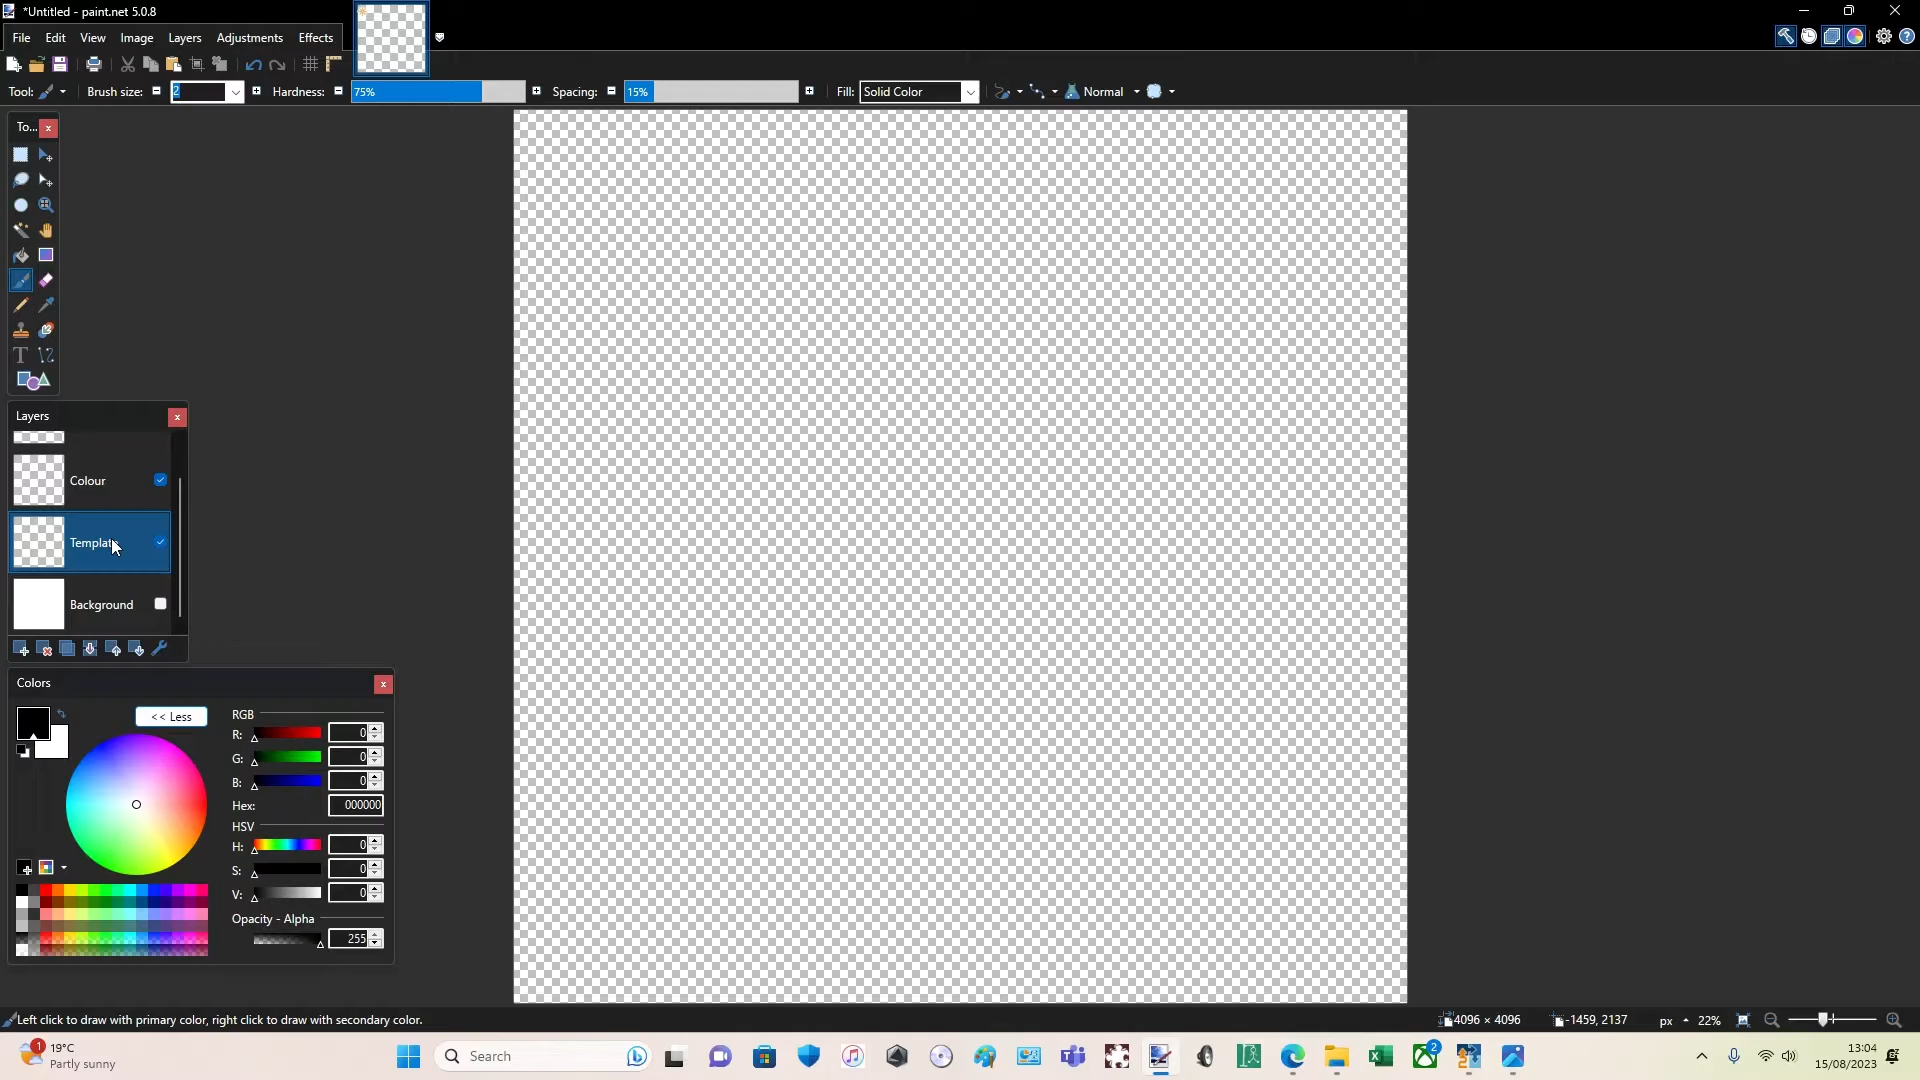 *Untitled - paint.net 5.0.8
File Edit View Image Layers Adjustments Effects
Tool: Brush size: 2 Hardness: 75% Spacing: 15% Fill: Solid Color Normal
To...
Layers
Colour
Template
Background
Colors
<< Less
RGB
R: 0
G: 0
B: 0
Hex: 000000
HSV
H: 0
S: 0
V: 0
Opacity - Alpha
255
Left click to draw with primary color, right click to draw with secondary color.
4096 × 4096 -1459, 2137 px 22%
1 19°C
Partly sunny
Search
2
13:04
15/08/2023